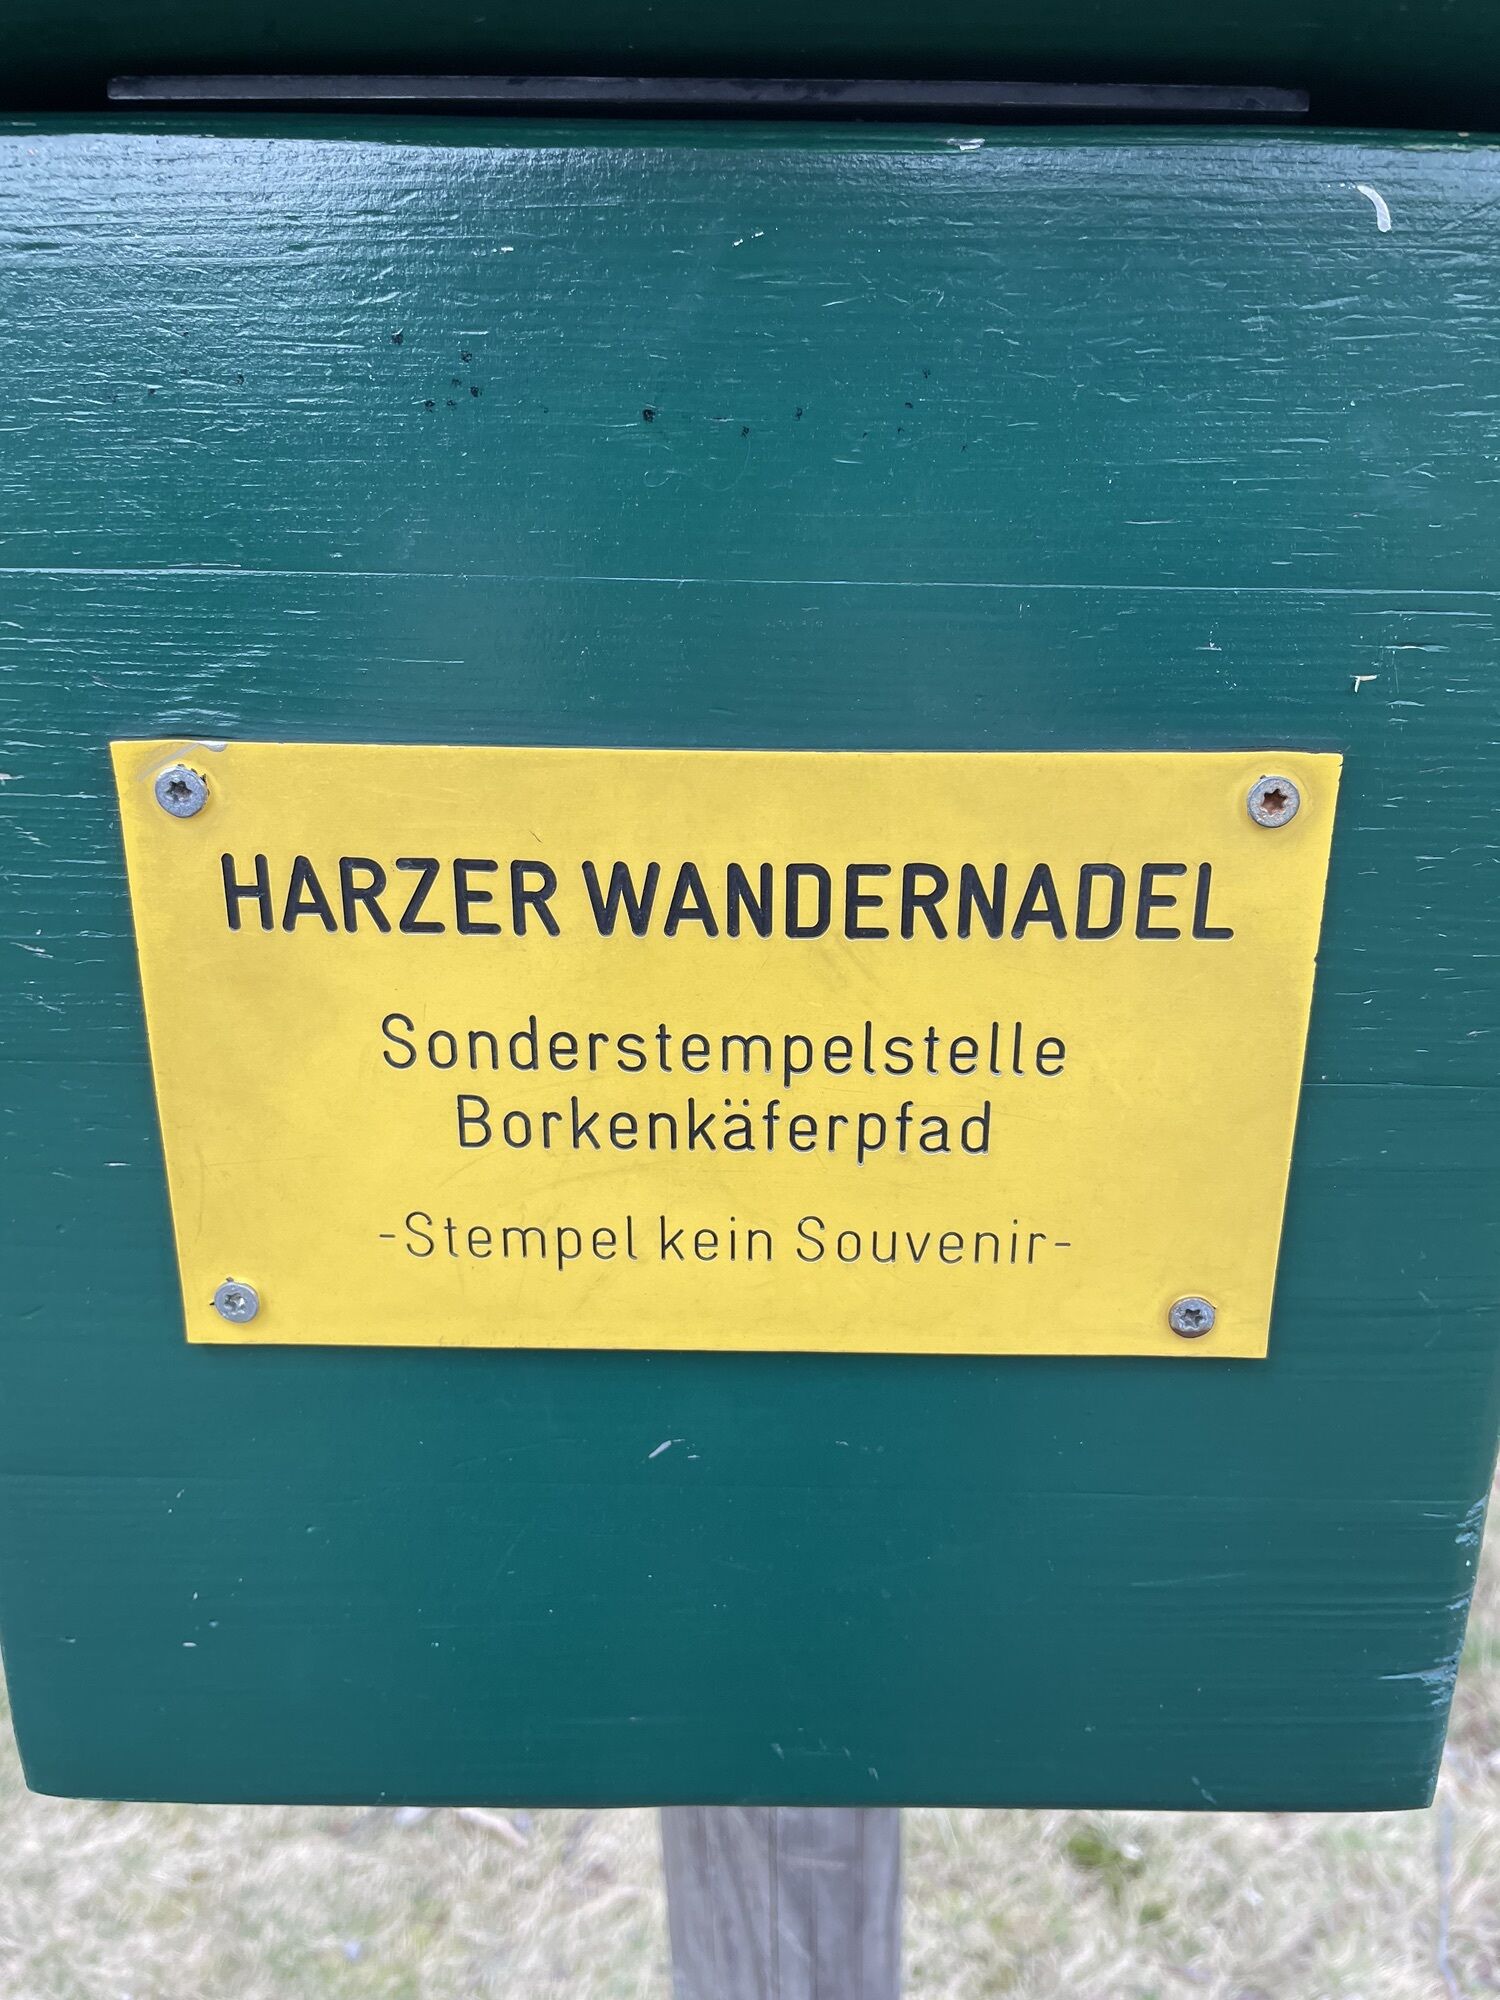 HARZER WANDERNADEL
Sonderstempelstelle
Borkenkäferpfad
-Stempel kein Souvenir-